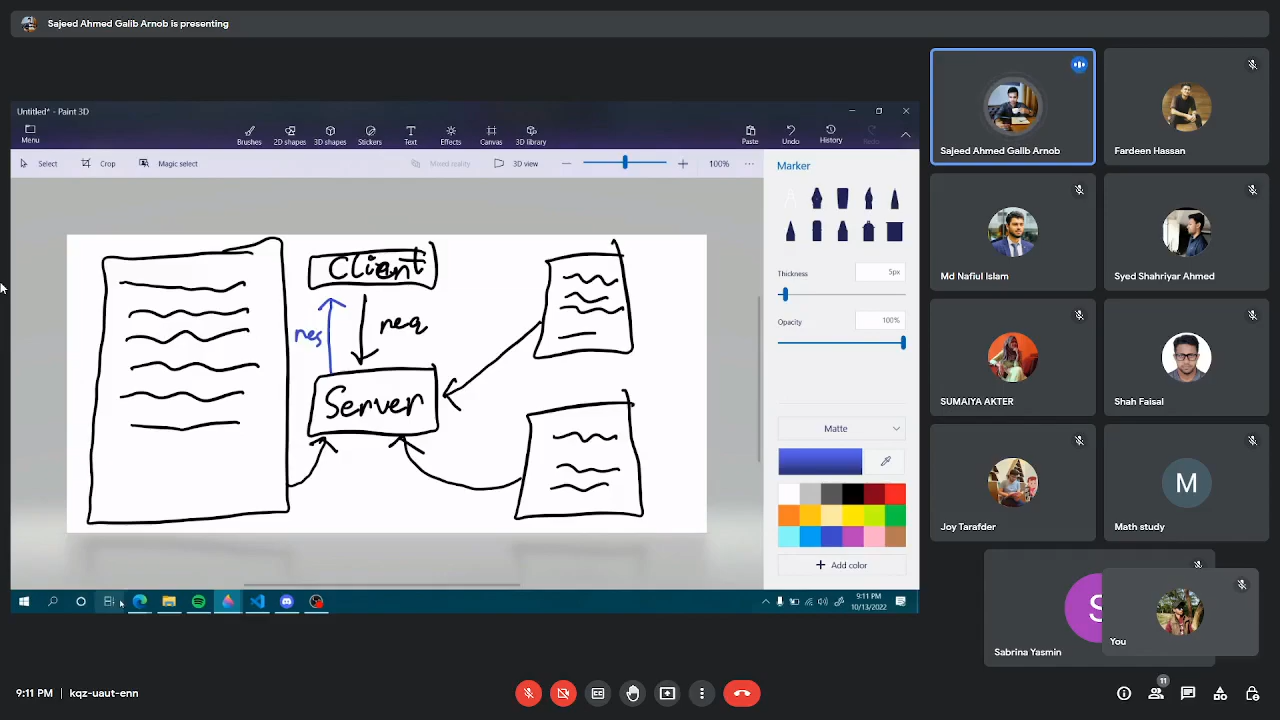 Sajeed Ahmed Galib Arnob is presenting
Untitled* - Paint 3D
Menu
Brushes
2D shapes
3D shapes
Stickers
Text
Effects
Canvas
3D library
Paste
Undo
History
Redo
Select
Crop
Magic select
Mixed reality
3D view
100%
Marker
Thickness
5px
Opacity
100%
Matte
Add color
Client
res
req
Server
9:11 PM
10/13/2022
Sajeed Ahmed Galib Arnob
Fardeen Hassan
Md Nafiul Islam
Syed Shahriyar Ahmed
SUMAIYA AKTER
Shah Faisal
Joy Tarafder
M
Math study
S
Sabrina Yasmin
You
9:11 PM | kqz-uaut-enn
11